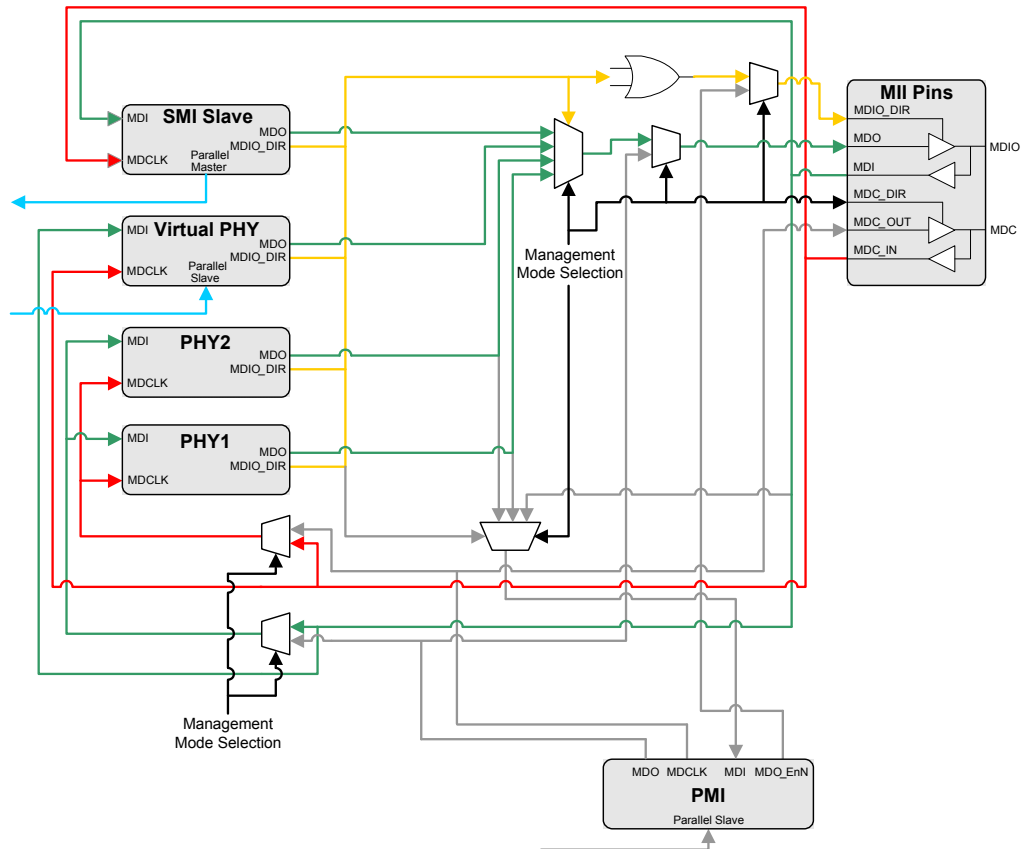 SMI Slave
MDI
MDO
MDIO_DIR
MDCLK
Parallel
Master
Virtual PHY
MDI
MDO
MDIO_DIR
MDCLK
Parallel
Slave
PHY2
MDI
MDO
MDIO_DIR
MDCLK
PHY1
MDI
MDO
MDIO_DIR
MDCLK
Management
Mode Selection
MII Pins
MDIO_DIR
MDO
MDIO
MDI
MDC_DIR
MDC_OUT
MDC
MDC_IN
Management
Mode Selection
MDO MDCLK MDI MDO_EnN
PMI
Parallel Slave